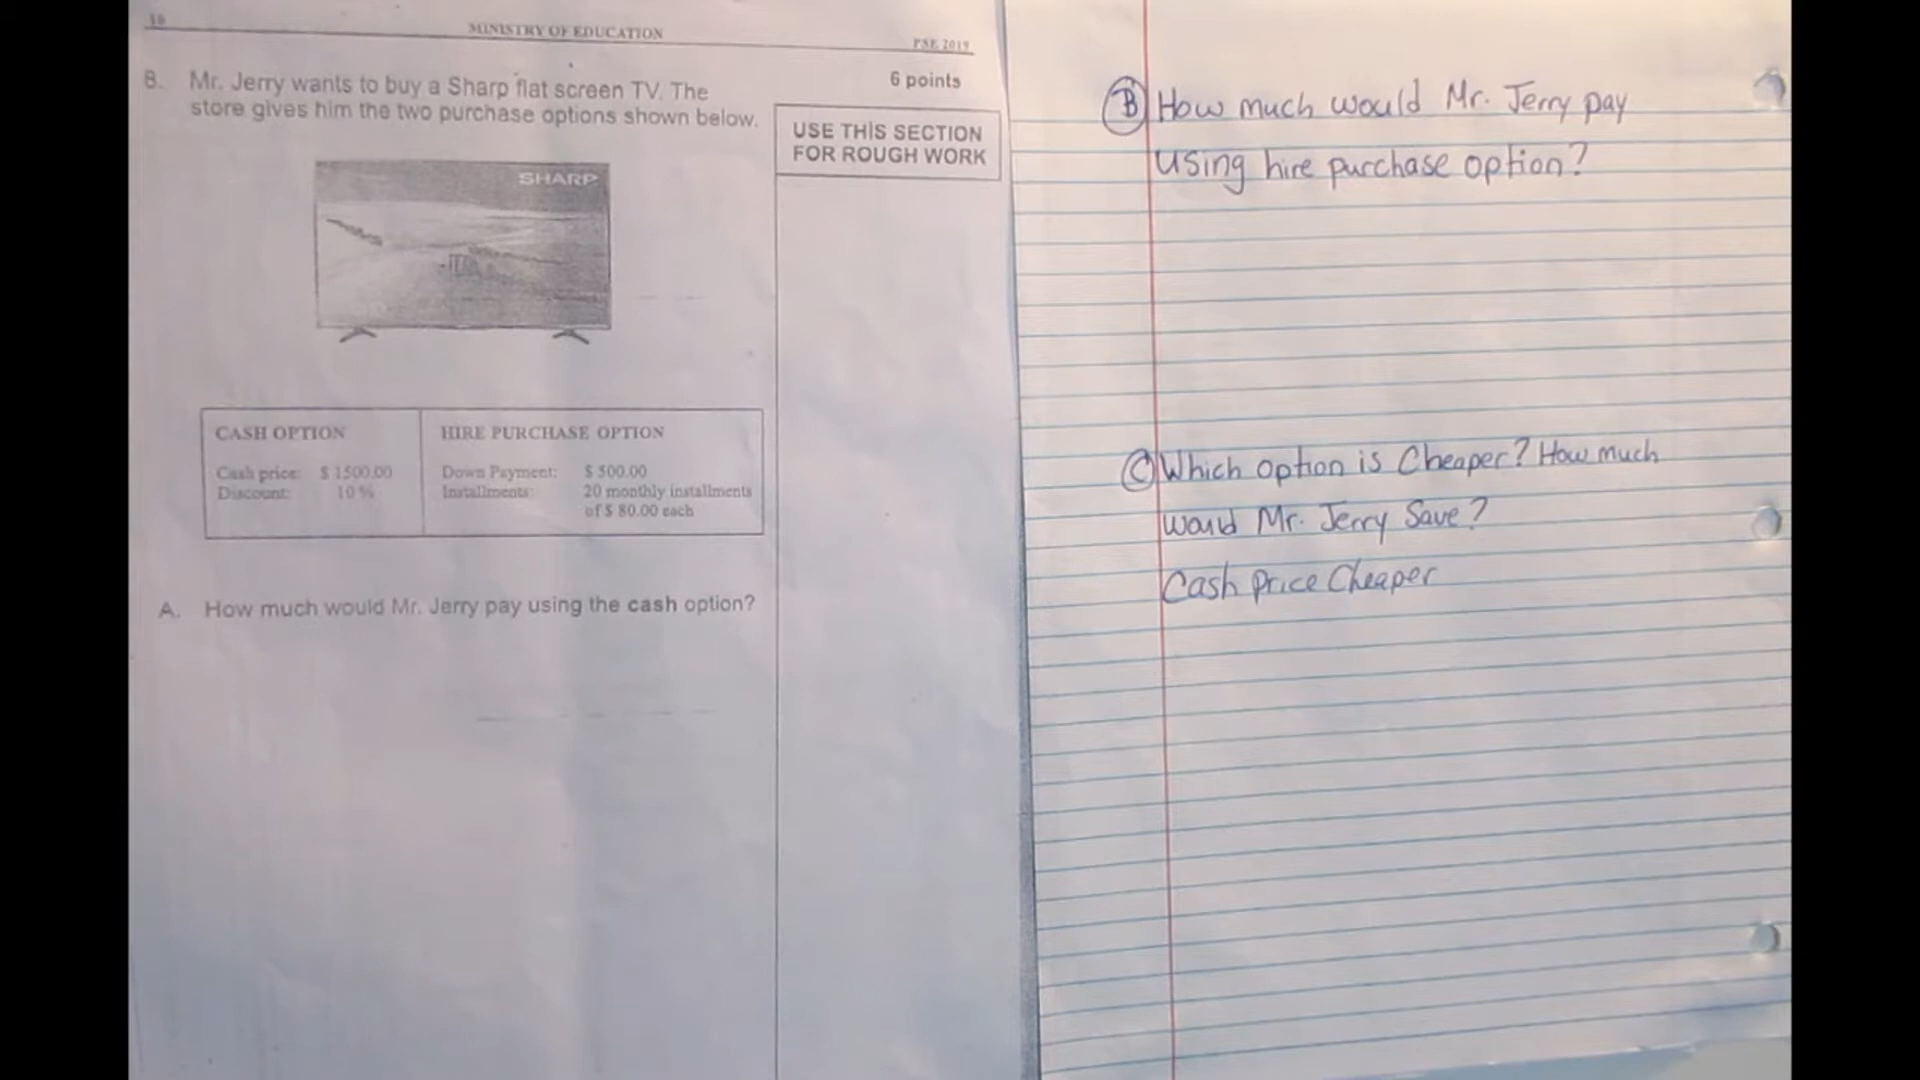 10
MINISTRY OF EDUCATION
PSE 2019
8. Mr. Jerry wants to buy a Sharp flat screen TV. The
store gives him the two purchase options shown below.
6 points
USE THIS SECTION
FOR ROUGH WORK
SHARP
CASH OPTION
Cash price: $ 1500.00
Discount: 10 %
HIRE PURCHASE OPTION
Down Payment: $ 500.00
Installments: 20 monthly installments
of $ 80.00 each
A. How much would Mr. Jerry pay using the cash option?
B How much would Mr. Jerry pay
using hire purchase option?
C Which option is Cheaper? How much
would Mr. Jerry Save?
Cash price Cheaper